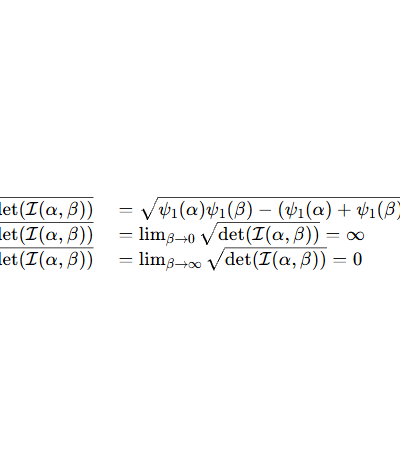 det(ℐ(α, β)) = √ψ₁(α)ψ₁(β) − (ψ₁(α) + ψ₁(β)
det(ℐ(α, β)) = lim_{β→0} √det(ℐ(α, β)) = ∞
det(ℐ(α, β)) = lim_{β→∞} √det(ℐ(α, β)) = 0